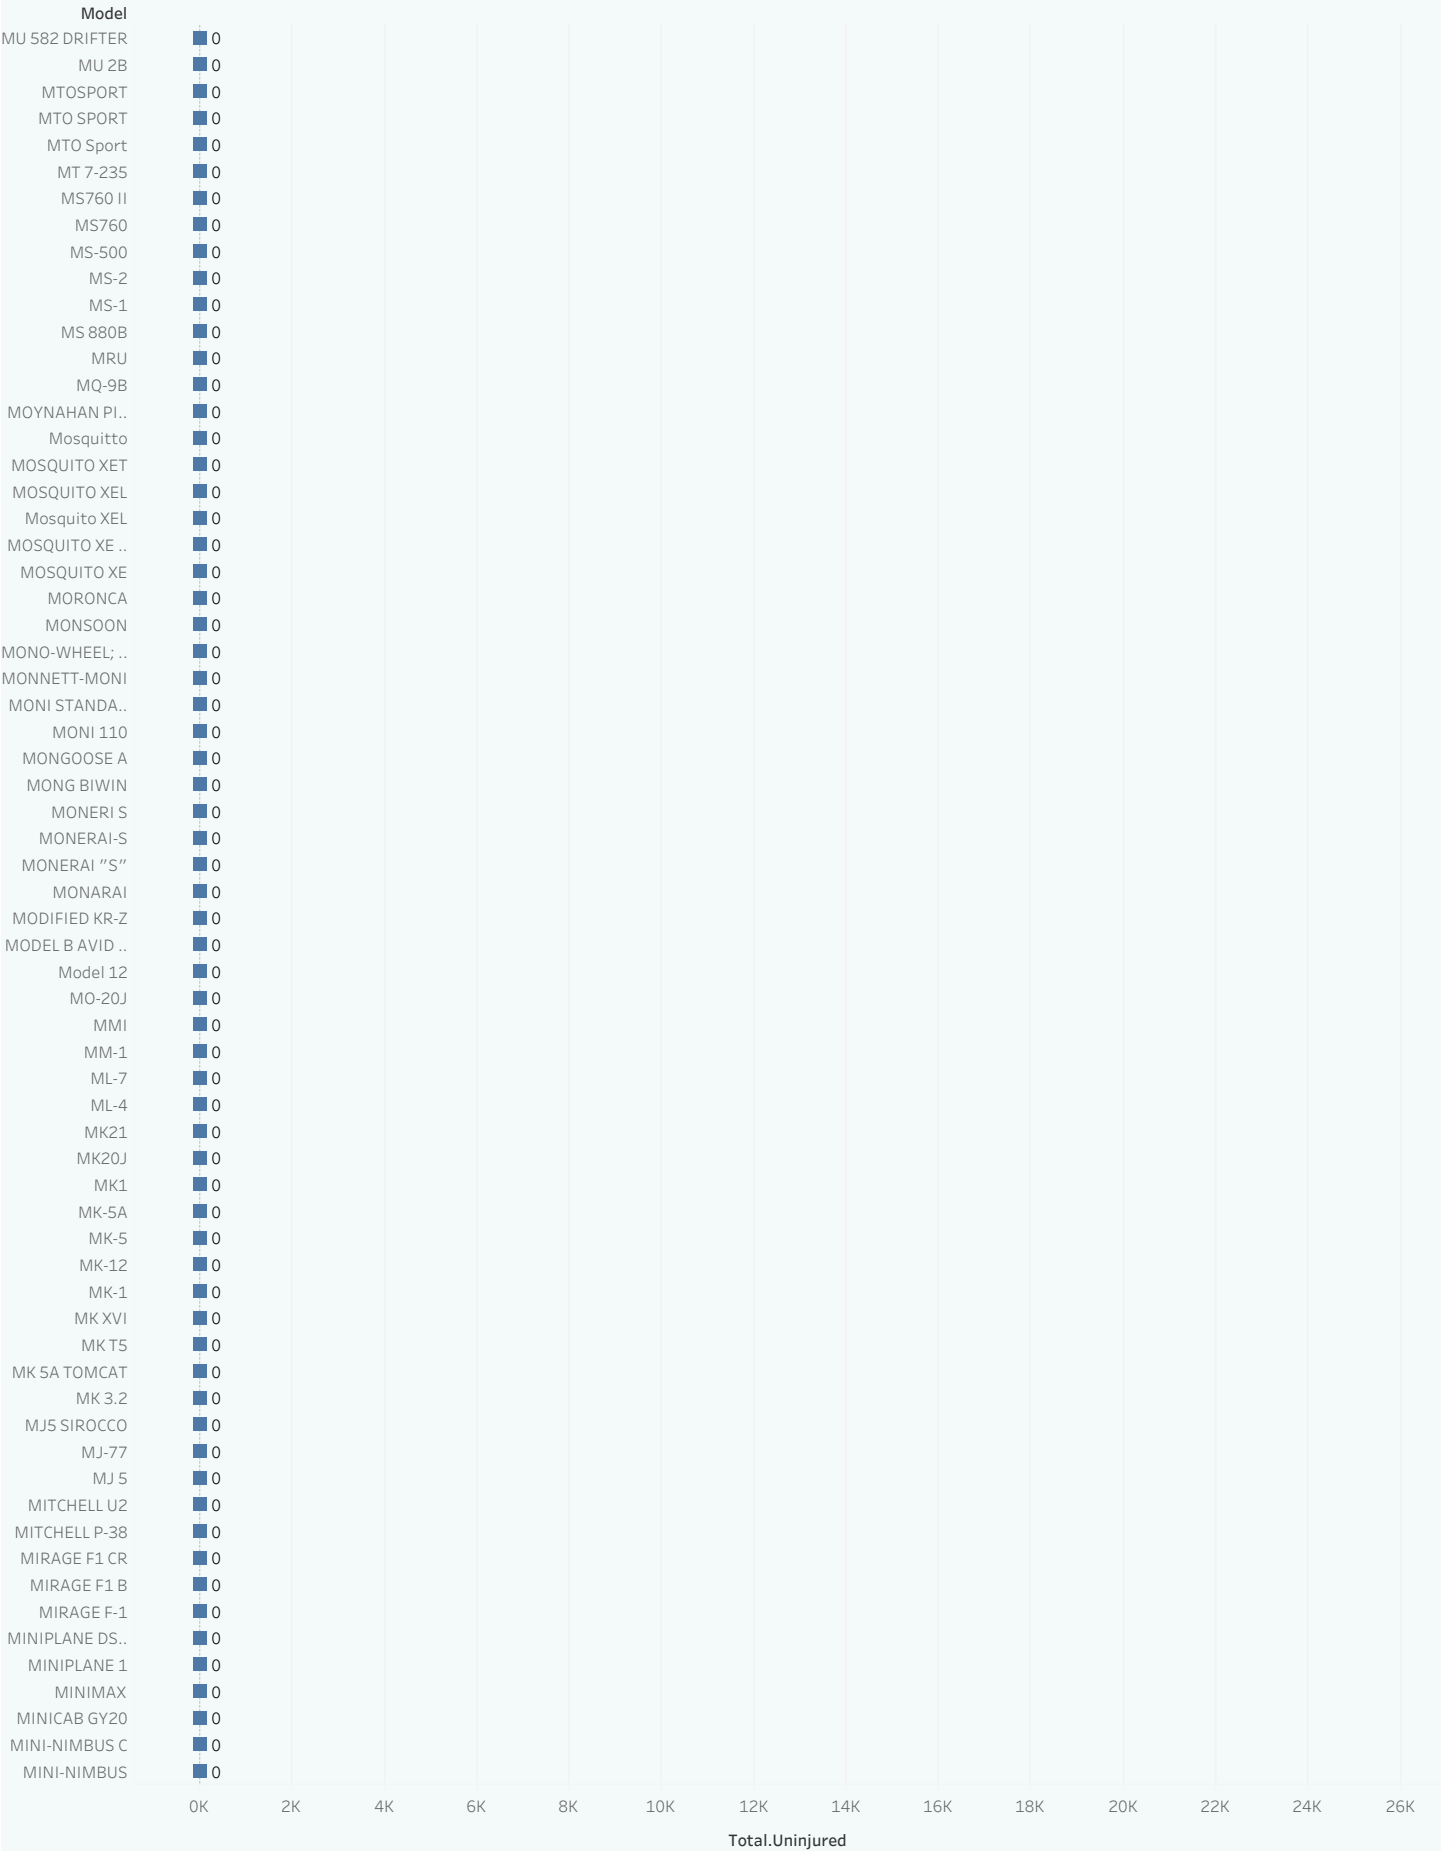 Model
MU 582 DRIFTER 0
MU 2B 0
MTOSPORT 0
MTO SPORT 0
MTO Sport 0
MT 7-235 0
MS760 II 0
MS760 0
MS-500 0
MS-2 0
MS-1 0
MS 880B 0
MRU 0
MQ-9B 0
MOYNAHAN PI.. 0
Mosquitto 0
MOSQUITO XET 0
MOSQUITO XEL 0
Mosquito XEL 0
MOSQUITO XE .. 0
MOSQUITO XE 0
MORONCA 0
MONSOON 0
MONO-WHEEL; .. 0
MONNETT-MONI 0
MONI STANDA.. 0
MONI 110 0
MONGOOSE A 0
MONG BIWIN 0
MONERI S 0
MONERAI-S 0
MONERAI "S" 0
MONARAI 0
MODIFIED KR-Z 0
MODEL B AVID .. 0
Model 12 0
MO-20J 0
MMI 0
MM-1 0
ML-7 0
ML-4 0
MK21 0
MK20J 0
MK1 0
MK-5A 0
MK-5 0
MK-12 0
MK-1 0
MK XVI 0
MK T5 0
MK 5A TOMCAT 0
MK 3.2 0
MJ5 SIROCCO 0
MJ-77 0
MJ 5 0
MITCHELL U2 0
MITCHELL P-38 0
MIRAGE F1 CR 0
MIRAGE F1 B 0
MIRAGE F-1 0
MINIPLANE DS.. 0
MINIPLANE 1 0
MINIMAX 0
MINICAB GY20 0
MINI-NIMBUS C 0
MINI-NIMBUS 0
0K 2K 4K 6K 8K 10K 12K 14K 16K 18K 20K 22K 24K 26K
Total.Uninjured